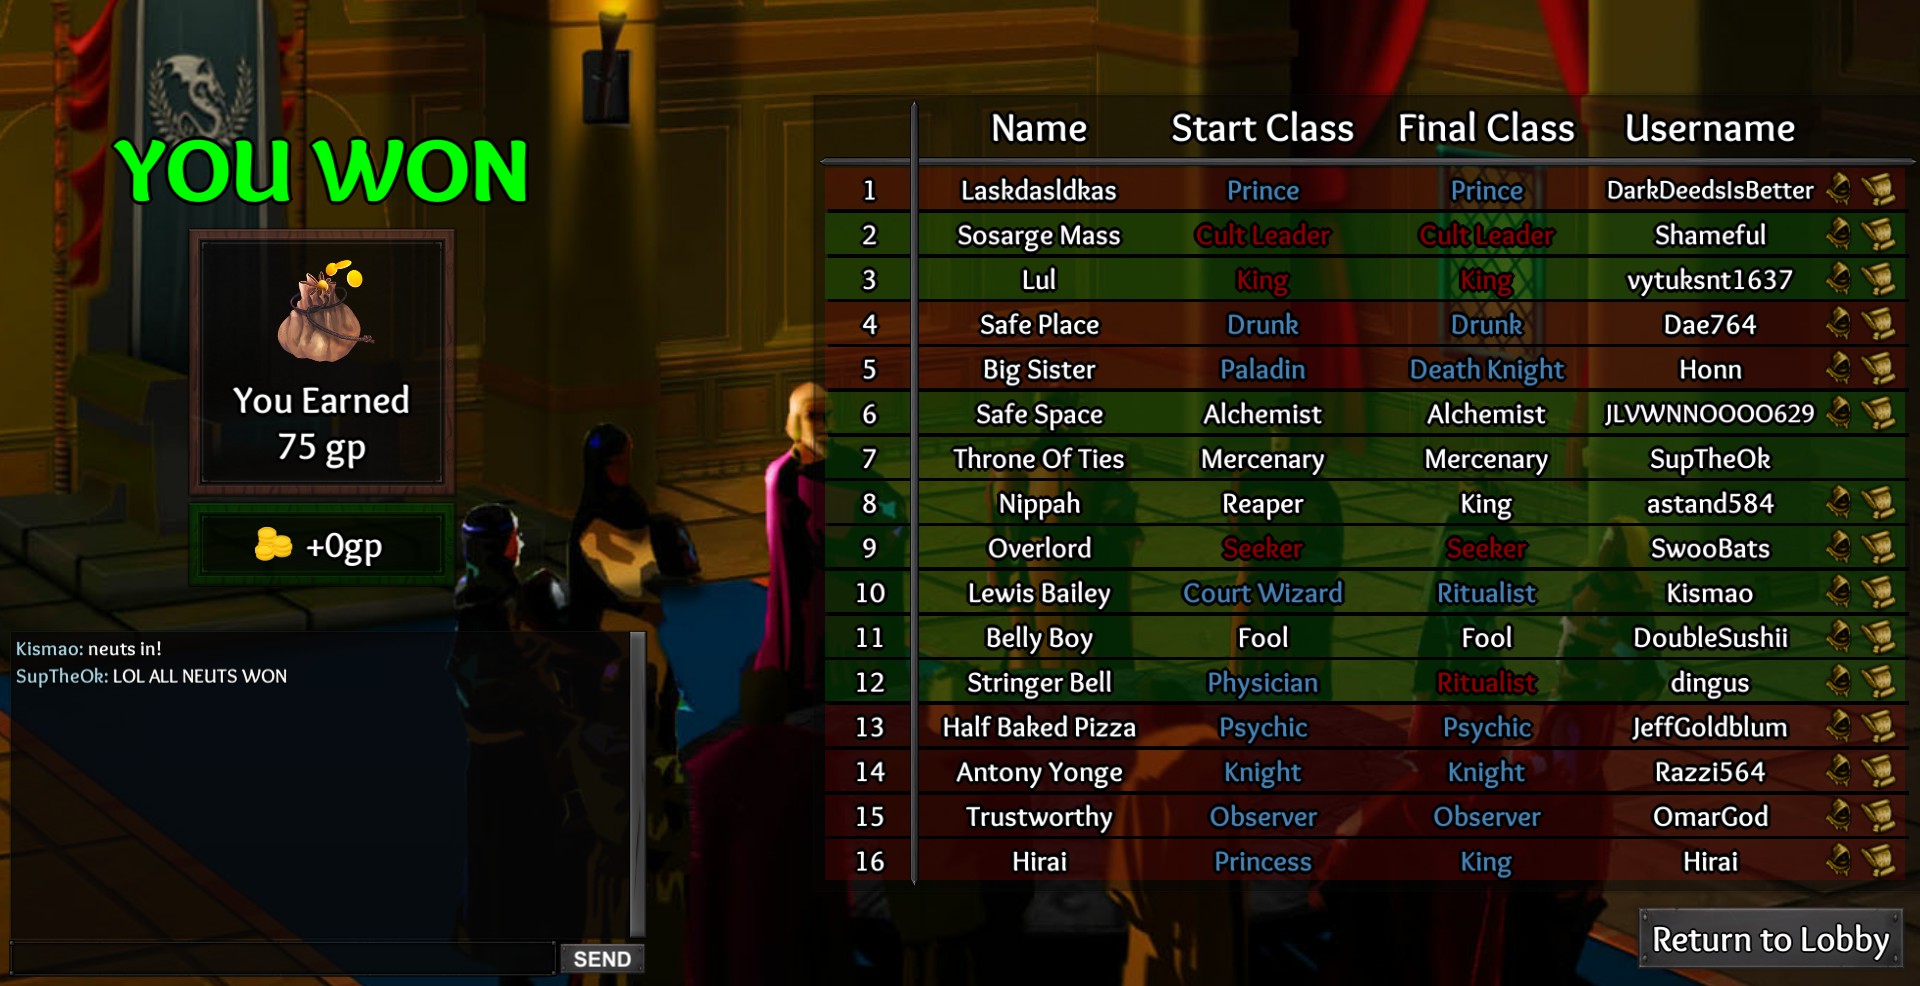 YOU WON
You Earned
75 gp
+0gp
Name Start Class Final Class Username
1 Laskdasldkas Prince Prince DarkDeedsIsBetter
2 Sosarge Mass Cult Leader Cult Leader Shameful
3 Lul King King vytuksnt1637
4 Safe Place Drunk Drunk Dae764
5 Big Sister Paladin Death Knight Honn
6 Safe Space Alchemist Alchemist JLVWNNOOOO629
7 Throne Of Ties Mercenary Mercenary SupTheOk
8 Nippah Reaper King astand584
9 Overlord Seeker Seeker SwooBats
10 Lewis Bailey Court Wizard Ritualist Kismao
11 Belly Boy Fool Fool DoubleSushii
12 Stringer Bell Physician Ritualist dingus
13 Half Baked Pizza Psychic Psychic JeffGoldblum
14 Antony Yonge Knight Knight Razzi564
15 Trustworthy Observer Observer OmarGod
16 Hirai Princess King Hirai
Kismao: neuts in!
SupTheOk: LOL ALL NEUTS WON
SEND
Return to Lobby